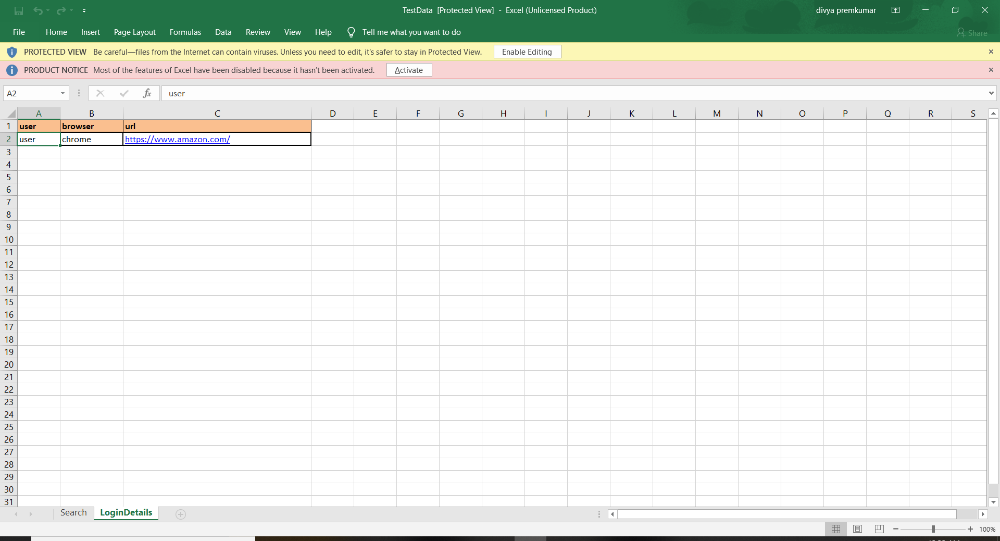 TestData [Protected View] - Excel (Unlicensed Product)
divya premkumar
File Home Insert Page Layout Formulas Data Review View Help Tell me what you want to do
Share
PROTECTED VIEW Be careful—files from the Internet can contain viruses. Unless you need to edit, it's safer to stay in Protected View. Enable Editing
PRODUCT NOTICE Most of the features of Excel have been disabled because it hasn't been activated. Activate
A2 fx user
A B C D E F G H I J K L M N O P Q R S
1 user browser url
2 user chrome https://www.amazon.com/
3
4
5
6
7
8
9
10
11
12
13
14
15
16
17
18
19
20
21
22
23
24
25
26
27
28
29
30
31
Search LoginDetails
100%